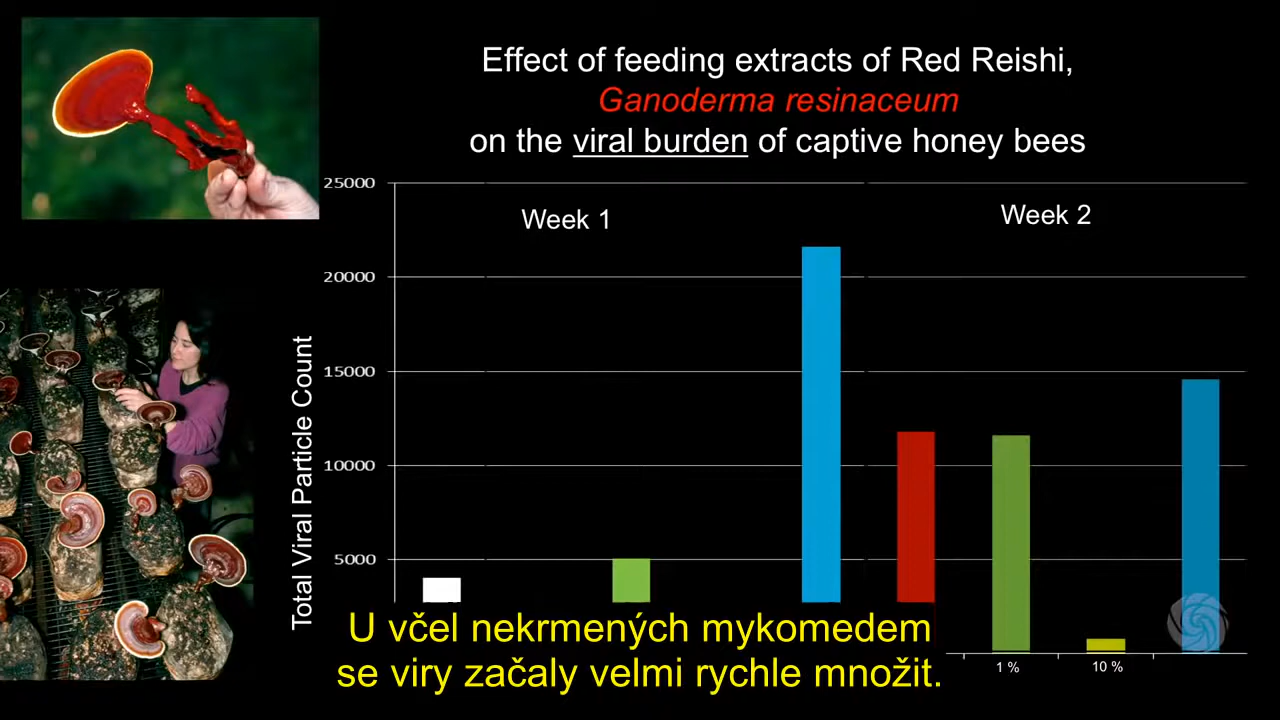 Effect of feeding extracts of Red Reishi,
Ganoderma resinaceum
on the viral burden of captive honey bees
25000
Week 1
Week 2
20000
15000
10000
5000
Total Viral Particle Count
1 %
10 %
U včel nekrmených mykomedem
se viry začaly velmi rychle množit.